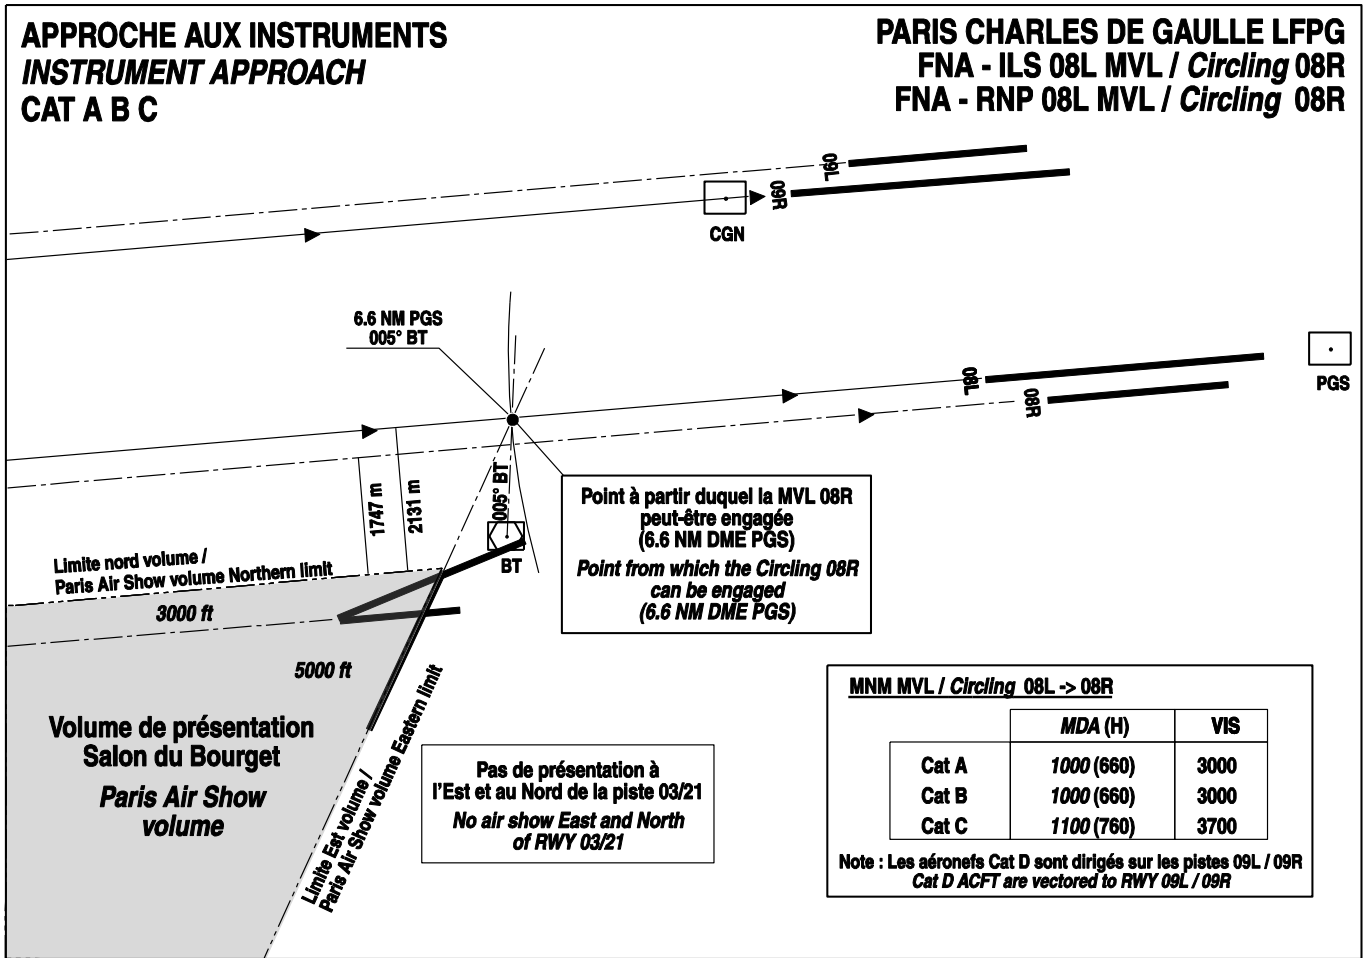 APPROCHE AUX INSTRUMENTS
INSTRUMENT APPROACH
CAT A B C
PARIS CHARLES DE GAULLE LFPG
FNA - ILS 08L MVL / Circling 08R
FNA - RNP 08L MVL / Circling 08R
09L
09R
CGN
6.6 NM PGS
005° BT
PGS
08L
08R
1747 m
2131 m
005° BT
BT
Point à partir duquel la MVL 08R
peut-être engagée
(6.6 NM DME PGS)
Point from which the Circling 08R
can be engaged
(6.6 NM DME PGS)
Limite nord volume /
Paris Air Show volume Northern limit
3000 ft
5000 ft
Volume de présentation
Salon du Bourget
Paris Air Show
volume
Limite Est volume /
Paris Air Show volume Eastern limit
Pas de présentation à
l'Est et au Nord de la piste 03/21
No air show East and North
of RWY 03/21
MNM MVL / Circling 08L -> 08R
MDA (H) VIS
Cat A 1000 (660) 3000
Cat B 1000 (660) 3000
Cat C 1100 (760) 3700
Note : Les aéronefs Cat D sont dirigés sur les pistes 09L / 09R
Cat D ACFT are vectored to RWY 09L / 09R